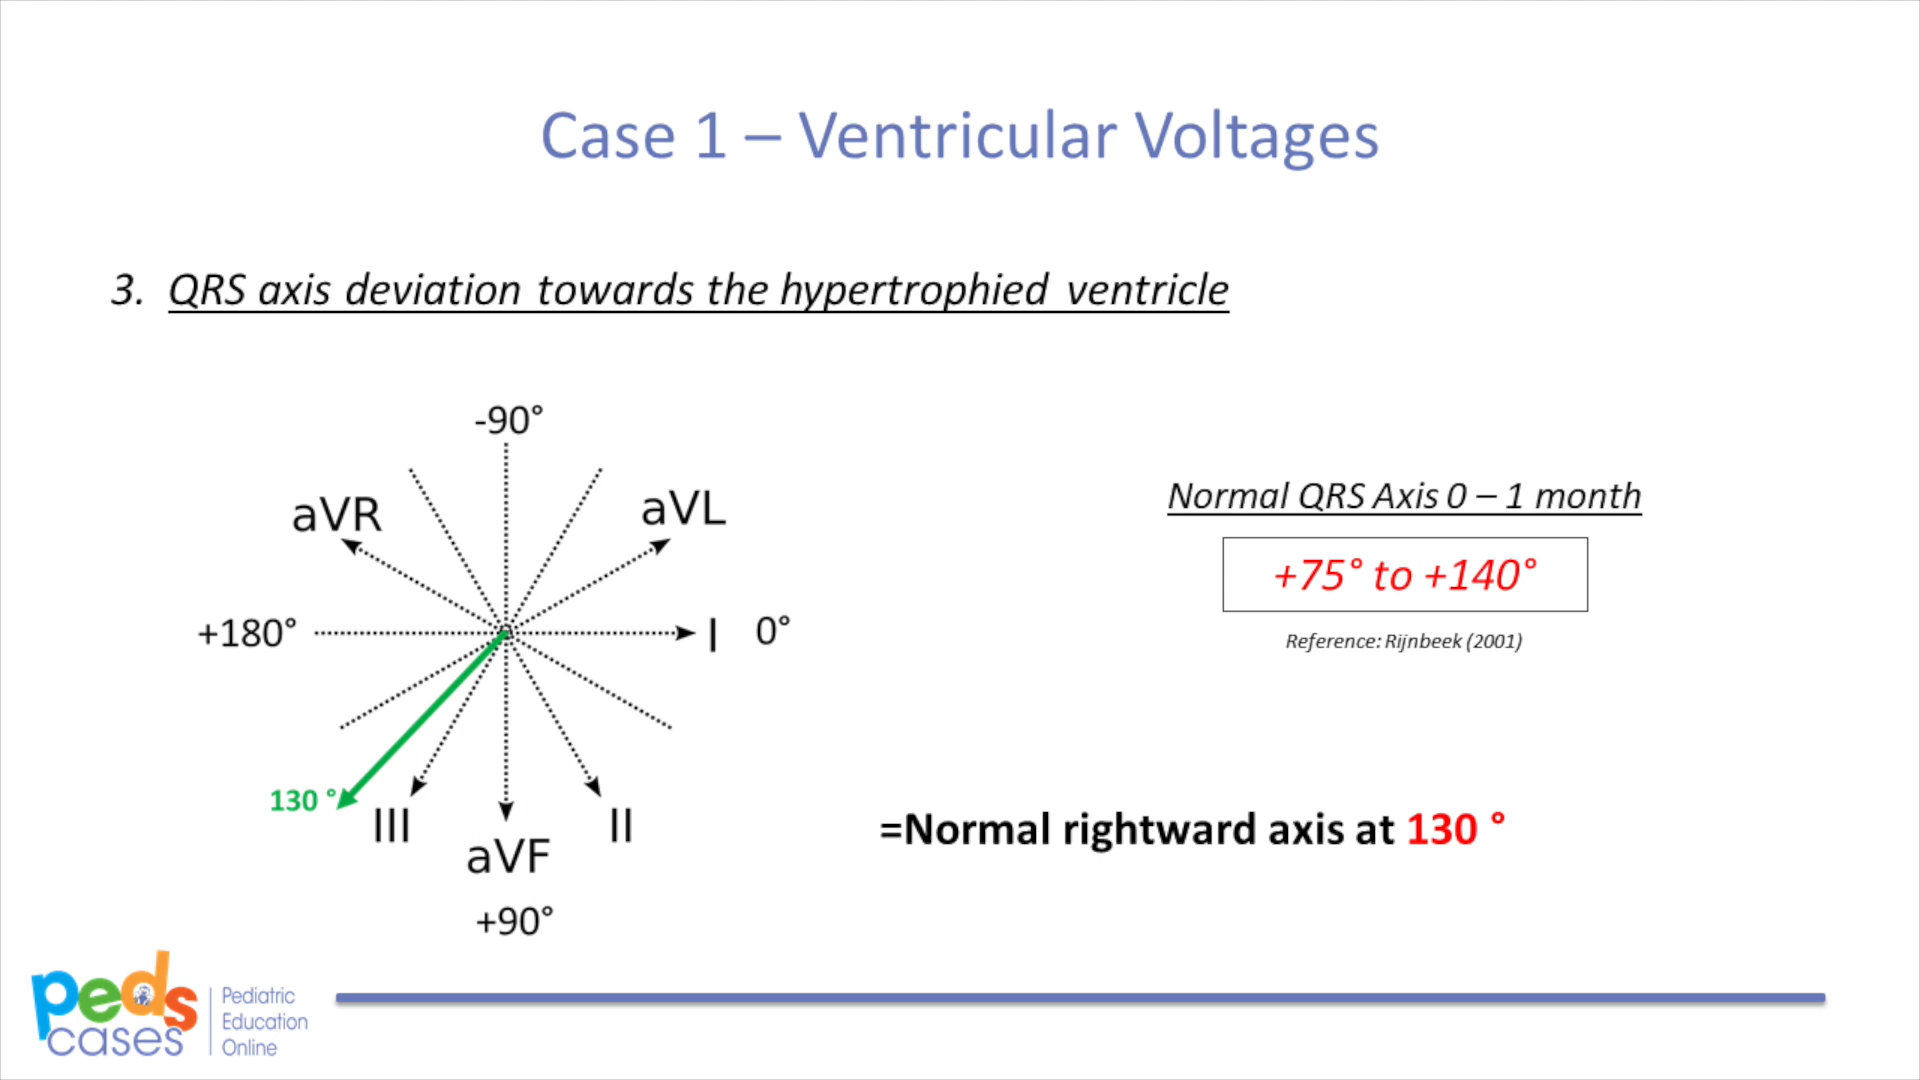 Case 1 – Ventricular Voltages
3. QRS axis deviation towards the hypertrophied ventricle
-90°
aVR
aVL
+180°
I
0°
130 °
III
II
aVF
+90°
Normal QRS Axis 0 – 1 month
+75° to +140°
Reference: Rijnbeek (2001)
=Normal rightward axis at 130 °
peds
cases
Pediatric
Education
Online